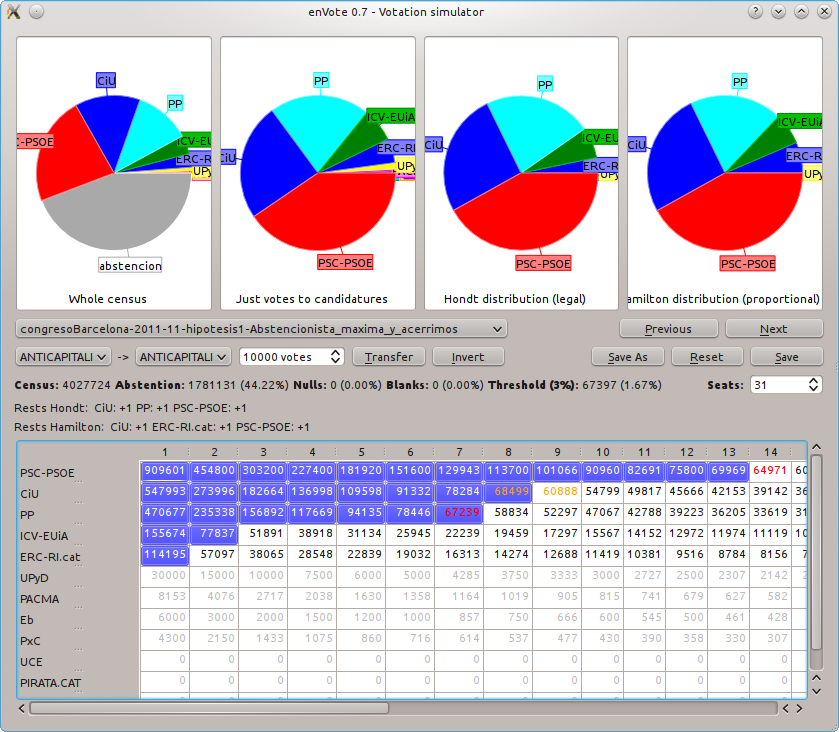 enVote 0.7 - Votation simulator
CiU
PP
C-PSOE
ICV-EUi
ERC-RI
UPy
abstencion
Whole census
PP
ICV-EUiA
CiU
ERC-RI.
UPy
PSC-PSOE
Just votes to candidatures
PP
ICV-EUi
CiU
ERC-RI
UPy
PSC-PSOE
Hondt distribution (legal)
PP
ICV-EUiA
CiU
ERC-RI
UPy
PSC-PSOE
amilton distribution (proportional)
congresoBarcelona-2011-11-hipotesis1-Abstencionista_maxima_y_acerrimos Previous Next
ANTICAPITALI -> ANTICAPITALI 10000 votes Transfer Invert Save As Reset Save
Census: 4027724 Abstention: 1781131 (44.22%) Nulls: 0 (0.00%) Blanks: 0 (0.00%) Threshold (3%): 67397 (1.67%) Seats: 31
Rests Hondt: CiU: +1 PP: +1 PSC-PSOE: +1
Rests Hamilton: CiU: +1 ERC-RI.cat: +1 PSC-PSOE: +1
1 2 3 4 5 6 7 8 9 10 11 12 13 14
PSC-PSOE 909601 454800 303200 227400 181920 151600 129943 113700 101066 90960 82691 75800 69969 64971 60
CiU 547993 273996 182664 136998 109598 91332 78284 68499 60888 54799 49817 45666 42153 39142 36
PP 470677 235338 156892 117669 94135 78446 67239 58834 52297 47067 42788 39223 36205 33619 31
ICV-EUiA 155674 77837 51891 38918 31134 25945 22239 19459 17297 15567 14152 12972 11974 11119 10
ERC-RI.cat 114195 57097 38065 28548 22839 19032 16313 14274 12688 11419 10381 9516 8784 8156 7
UPyD 30000 15000 10000 7500 6000 5000 4285 3750 3333 3000 2727 2500 2307 2142 2
PACMA 8153 4076 2717 2038 1630 1358 1164 1019 905 815 741 679 627 582
Eb 6000 3000 2000 1500 1200 1000 857 750 666 600 545 500 461 428
PxC 4300 2150 1433 1075 860 716 614 537 477 430 390 358 330 307
UCE 0 0 0 0 0 0 0 0 0 0 0 0 0 0
PIRATA.CAT 0 0 0 0 0 0 0 0 0 0 0 0 0 0